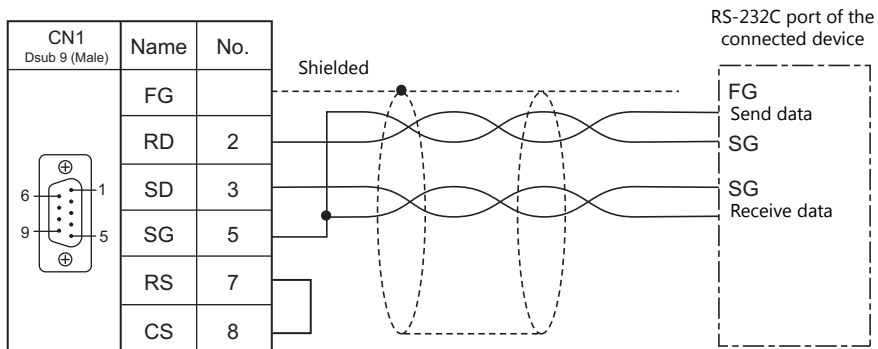 RS-232C port of the
connected device
CN1
Dsub 9 (Male)
Name
No.
Shielded
FG
FG
Send data
RD
2
SG
6
1
SD
3
SG
Receive data
9
5
SG
5
RS
7
CS
8